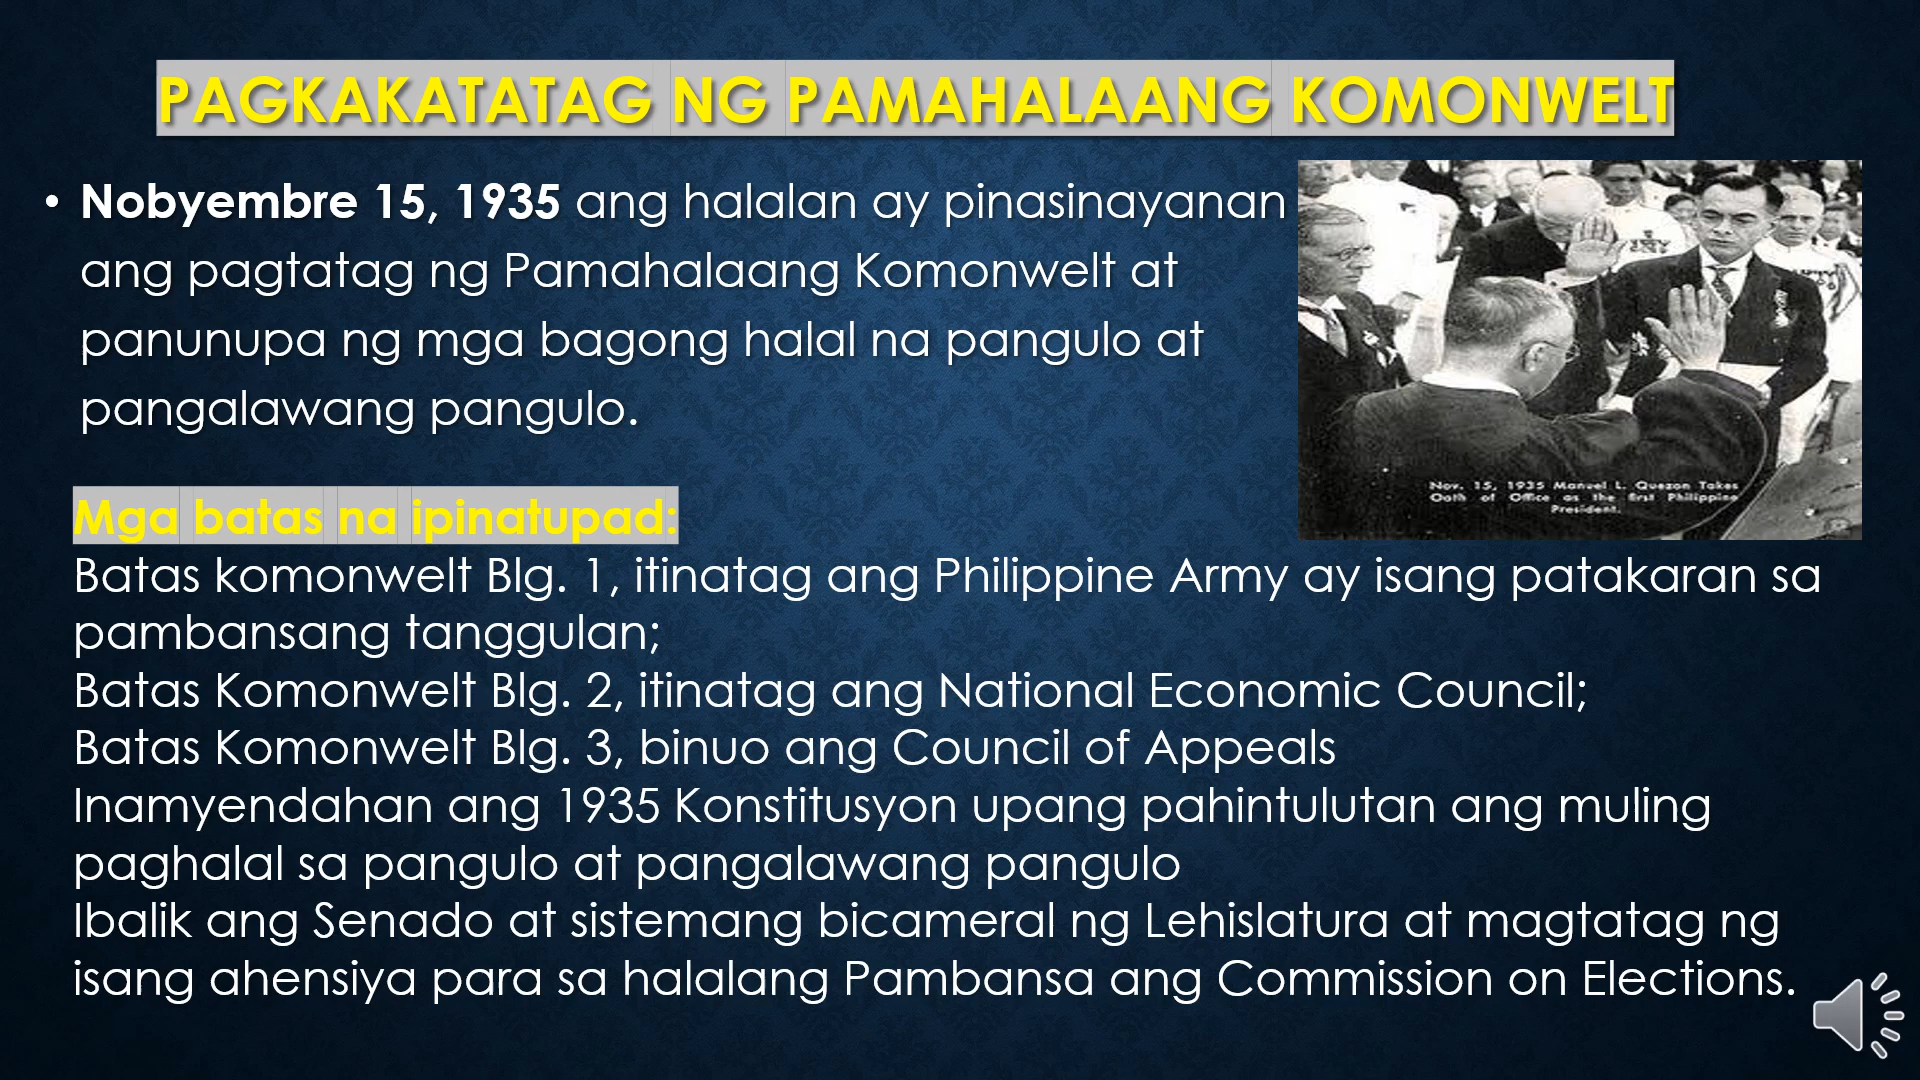 PAGKAKATATAG NG PAMAHALAANG KOMONWELT
• Nobyembre 15, 1935 ang halalan ay pinasinayanan
ang pagtatag ng Pamahalaang Komonwelt at
panunupa ng mga bagong halal na pangulo at
pangalawang pangulo.
Nov. 15, 1935 Manuel L. Quezon Takes
Oath of Office as the first Philippine
President.
Mga batas na ipinatupad:
Batas komonwelt Blg. 1, itinatag ang Philippine Army ay isang patakaran sa
pambansang tanggulan;
Batas Komonwelt Blg. 2, itinatag ang National Economic Council;
Batas Komonwelt Blg. 3, binuo ang Council of Appeals
Inamyendahan ang 1935 Konstitusyon upang pahintulutan ang muling
paghalal sa pangulo at pangalawang pangulo
Ibalik ang Senado at sistemang bicameral ng Lehislatura at magtatag ng
isang ahensiya para sa halalang Pambansa ang Commission on Elections.